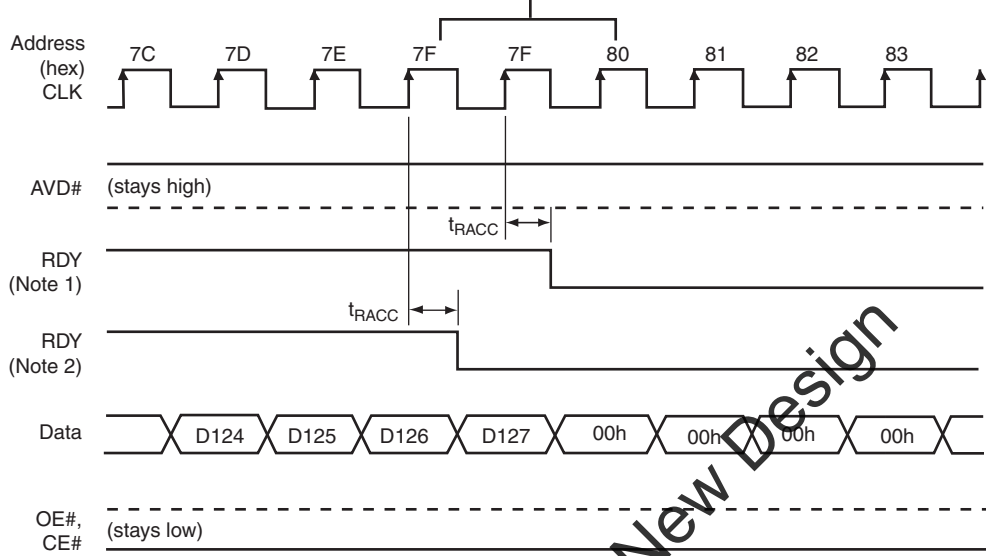 Address
(hex)
CLK
7C 7D 7E 7F 7F 80 81 82 83
AVD# (stays high)
tRACC
RDY
(Note 1)
tRACC
RDY
(Note 2)
Data D124 D125 D126 D127 00h 00h 00h 00h
OE#,
CE# (stays low)
New Design